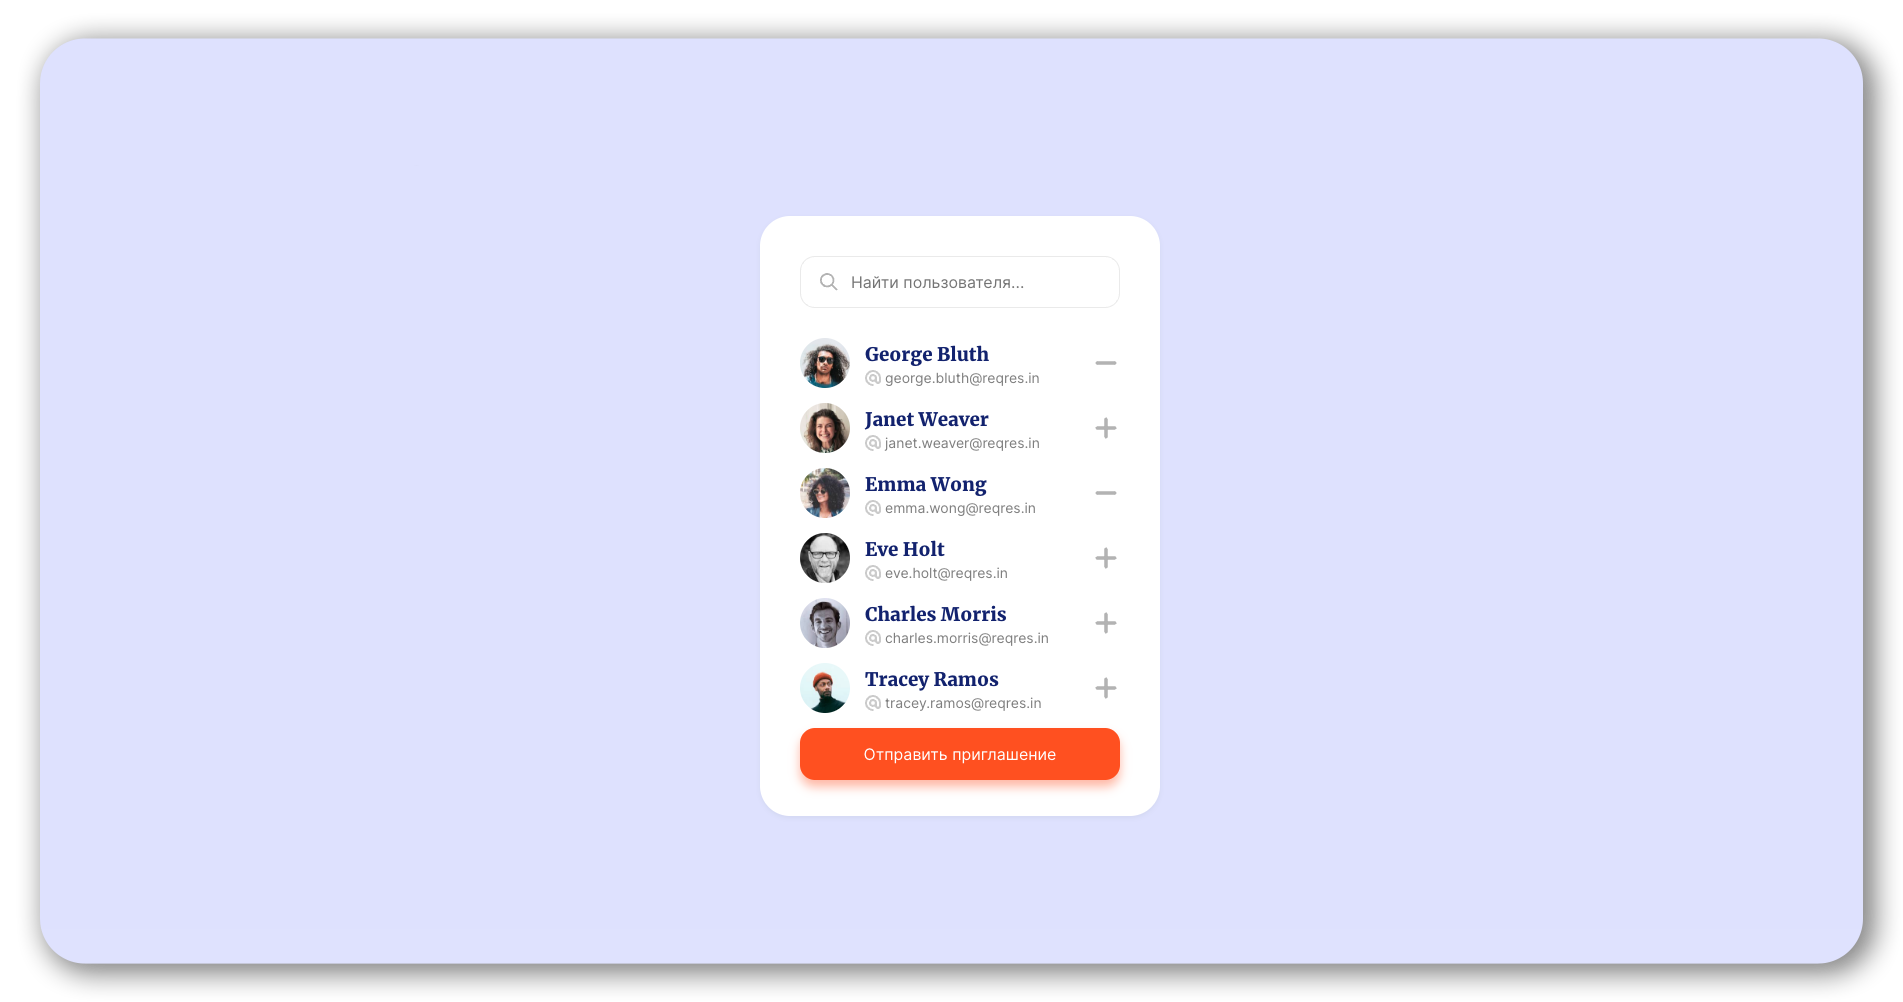 Найти пользователя...
George Bluth
george.bluth@reqres.in
Janet Weaver
janet.weaver@reqres.in
Emma Wong
emma.wong@reqres.in
Eve Holt
eve.holt@reqres.in
Charles Morris
charles.morris@reqres.in
Tracey Ramos
tracey.ramos@reqres.in
Отправить приглашение